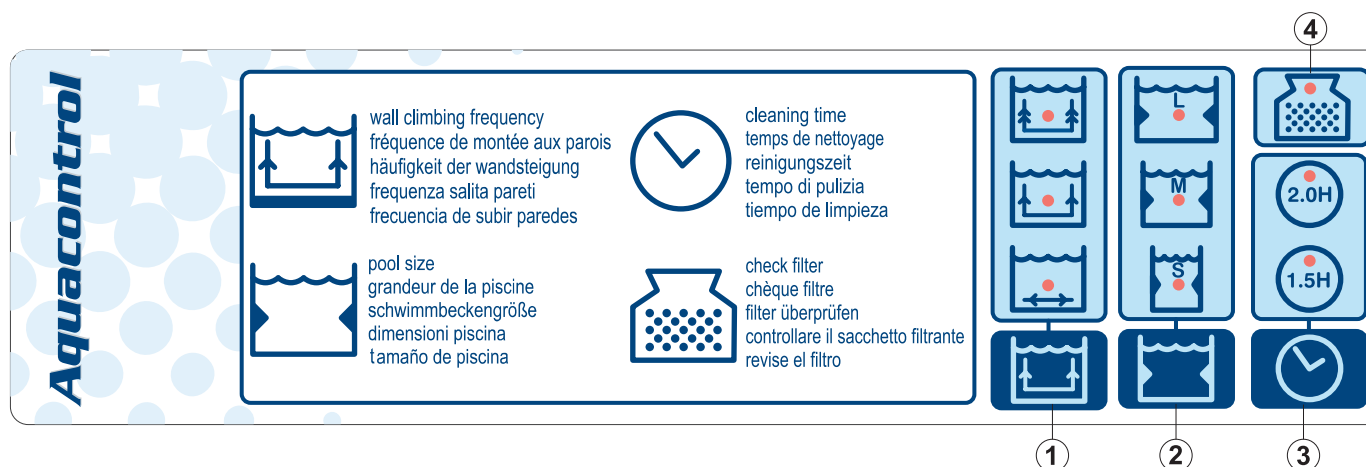 Aquacontrol
wall climbing frequency
fréquence de montée aux parois
häufigkeit der wandsteigung
frequenza salita pareti
frecuencia de subir paredes
pool size
grandeur de la piscine
schwimmbeckengröße
dimensioni piscina
tamaño de piscina
cleaning time
temps de nettoyage
reinigungszeit
tempo di pulizia
tiempo de limpieza
check filter
chèque filtre
filter überprüfen
controllare il sacchetto filtrante
revise el filtro
L
M
S
2.0H
1.5H
4
1
2
3